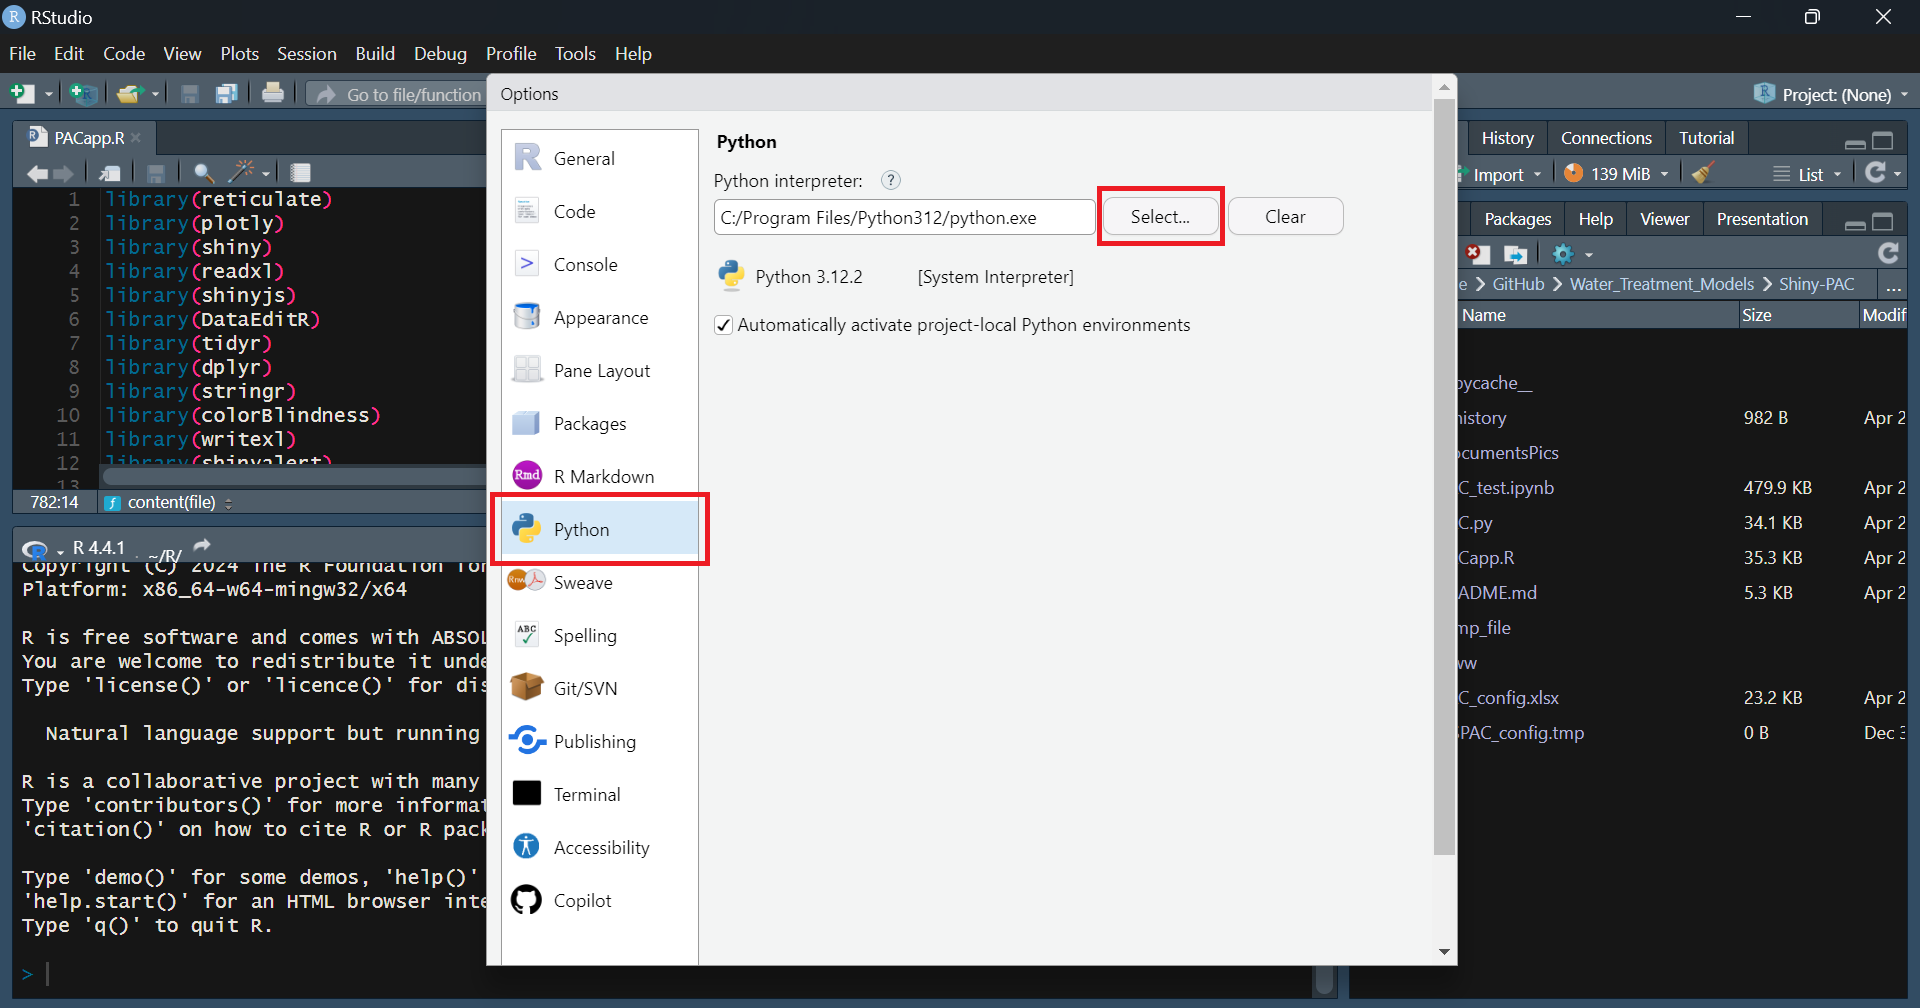 RStudio
File Edit Code View Plots Session Build Debug Profile Tools Help
Go to file/function
Project: (None)
PACapp.R
1 library(reticulate)
2 library(plotly)
3 library(shiny)
4 library(readxl)
5 library(shinyjs)
6 library(DataEditR)
7 library(tidyr)
8 library(dplyr)
9 library(stringr)
10 library(colorBlindness)
11 library(writexl)
12 library(shinyalert)
13
782:14 content(file)
R 4.4.1 . ~/R/
Copyright (C) 2024 The R Foundation for
Platform: x86_64-w64-mingw32/x64
R is free software and comes with ABSOL
You are welcome to redistribute it unde
Type 'license()' or 'licence()' for dis
Natural language support but running
R is a collaborative project with many
Type 'contributors()' for more informat
'citation()' on how to cite R or R pack
Type 'demo()' for some demos, 'help()'
'help.start()' for an HTML browser inte
Type 'q()' to quit R.
>
Options
General
Code
Console
Appearance
Pane Layout
Packages
Rmd R Markdown
Python
Rnw Sweave
ABC Spelling
Git/SVN
Publishing
Terminal
Accessibility
Copilot
Python
Python interpreter: ?
C:/Program Files/Python312/python.exe Select... Clear
Python 3.12.2 [System Interpreter]
Automatically activate project-local Python environments
History Connections Tutorial
Import 139 MiB List
Packages Help Viewer Presentation
e > GitHub > Water_Treatment_Models > Shiny-PAC ...
Name Size Modif
pycache__
istory 982 B Apr 2
cumentsPics
C_test.ipynb 479.9 KB Apr 2
C.py 34.1 KB Apr 2
Capp.R 35.3 KB Apr 2
ADME.md 5.3 KB Apr 2
mp_file
ww
C_config.xlsx 23.2 KB Apr 2
PAC_config.tmp 0 B Dec 3